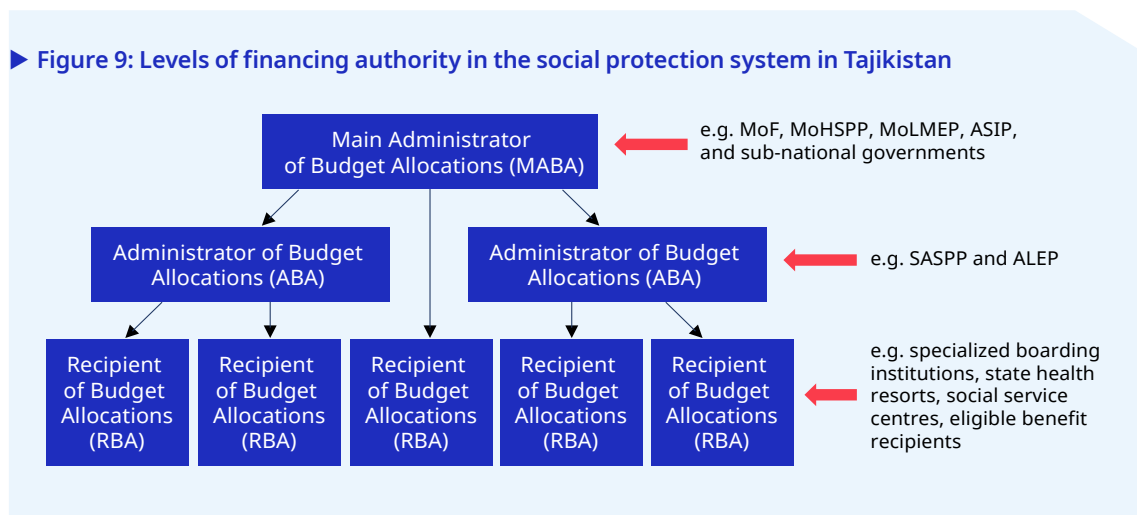 Figure 9: Levels of financing authority in the social protection system in Tajikistan
Main Administrator
of Budget Allocations (MABA)
e.g. MoF, MoHSPP, MoLMEP, ASIP,
and sub-national governments
Administrator of Budget
Allocations (ABA)
Administrator of Budget
Allocations (ABA)
e.g. SASPP and ALEP
Recipient
of Budget
Allocations
(RBA)
Recipient
of Budget
Allocations
(RBA)
Recipient
of Budget
Allocations
(RBA)
Recipient
of Budget
Allocations
(RBA)
Recipient
of Budget
Allocations
(RBA)
e.g. specialized boarding
institutions, state health
resorts, social service
centres, eligible benefit
recipients